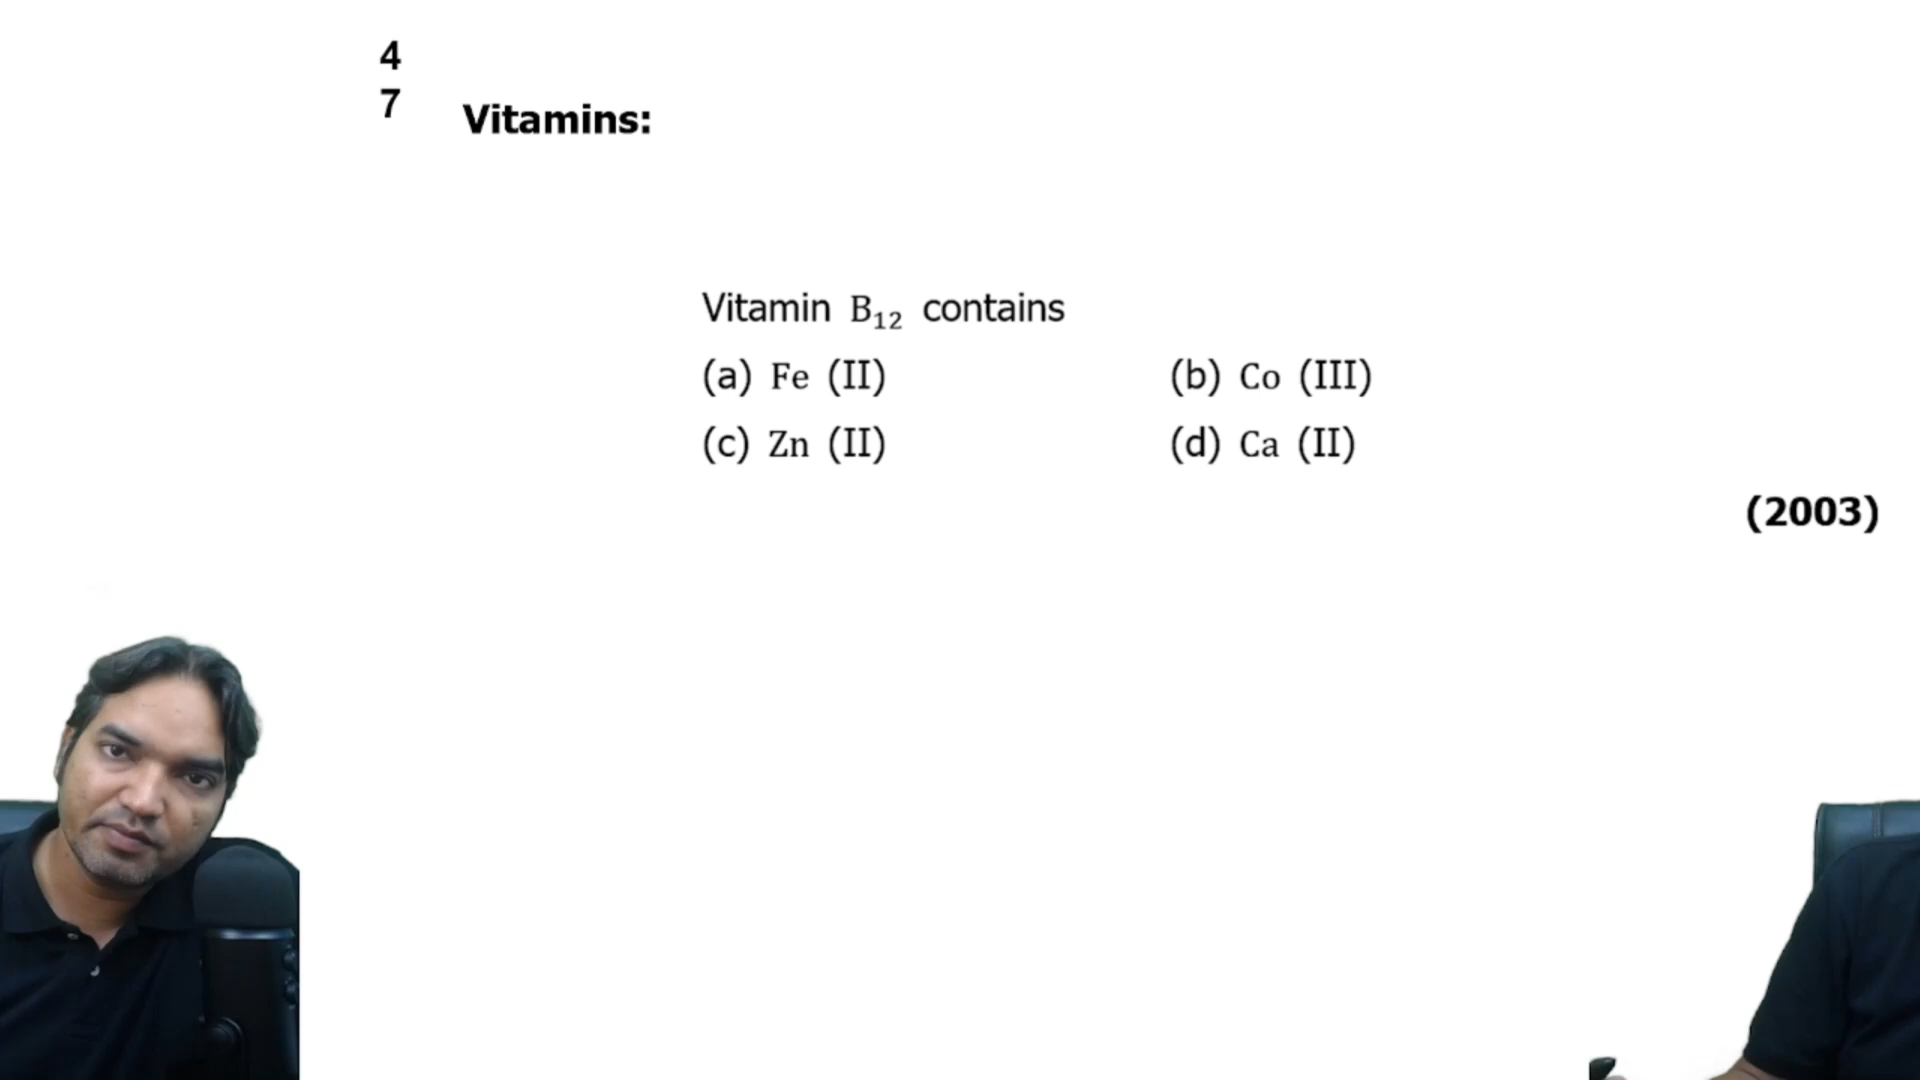 4
7
Vitamins:
Vitamin B₁₂ contains
(a) Fe (II) (b) Co (III)
(c) Zn (II) (d) Ca (II)
(2003)